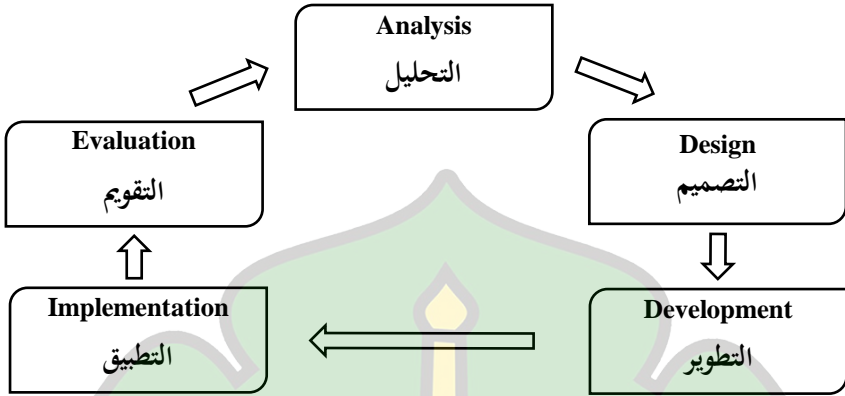 Analysis
التحليل
Evaluation
التقويم
Design
التصميم
Implementation
التطبيق
Development
التطوير